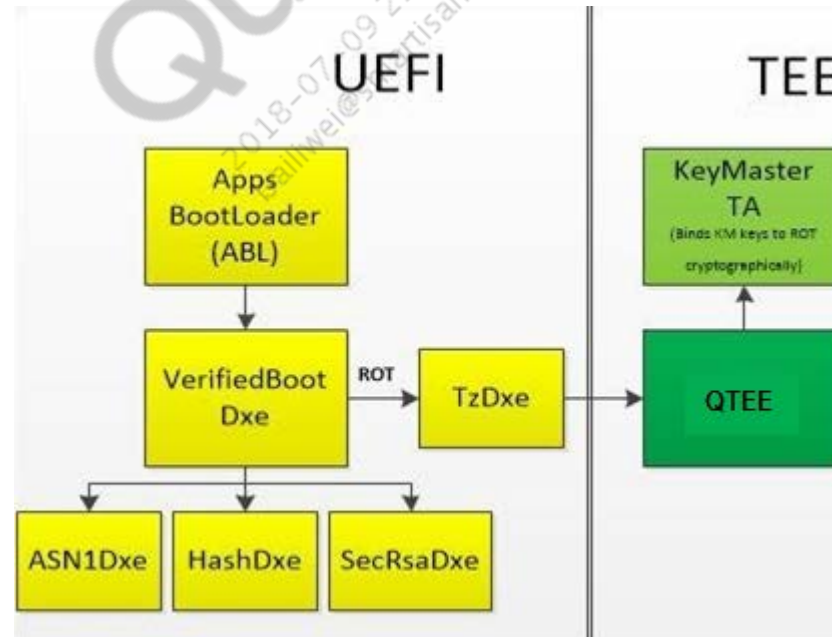 UEFI
TEE
Apps
BootLoader
(ABL)
KeyMaster
TA
(Binds KM keys to ROT
cryptographically)
VerifiedBoot
Dxe
ROT
TzDxe
QTEE
ASN1Dxe
HashDxe
SecRsaDxe